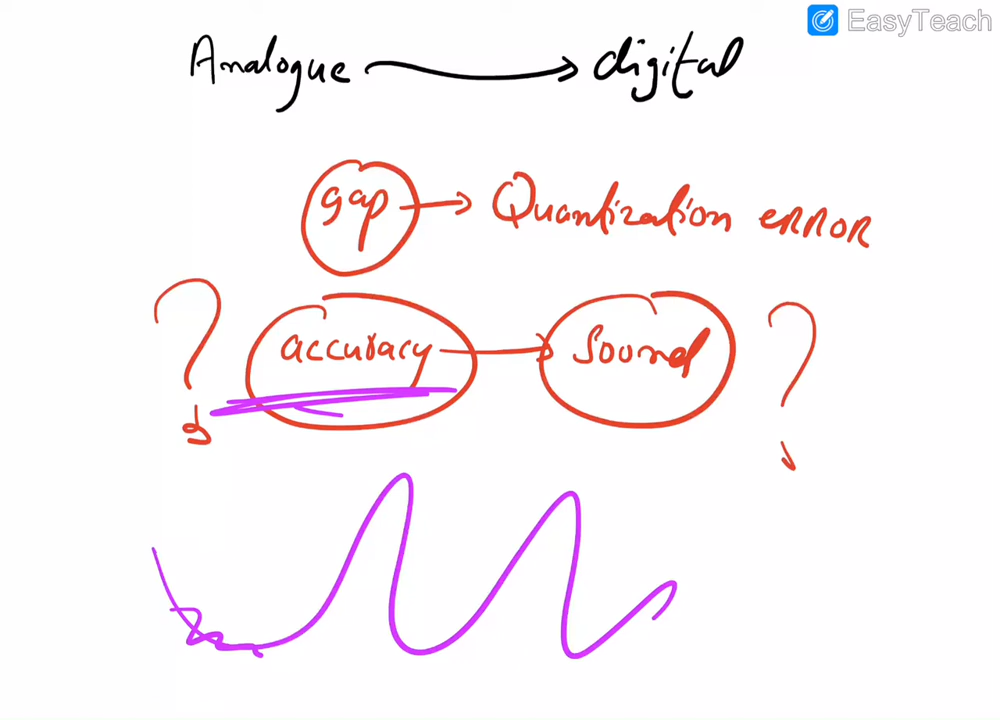 EasyTeach
Analogue → digital
gap → Quantization error
? accuracy → Sound ?